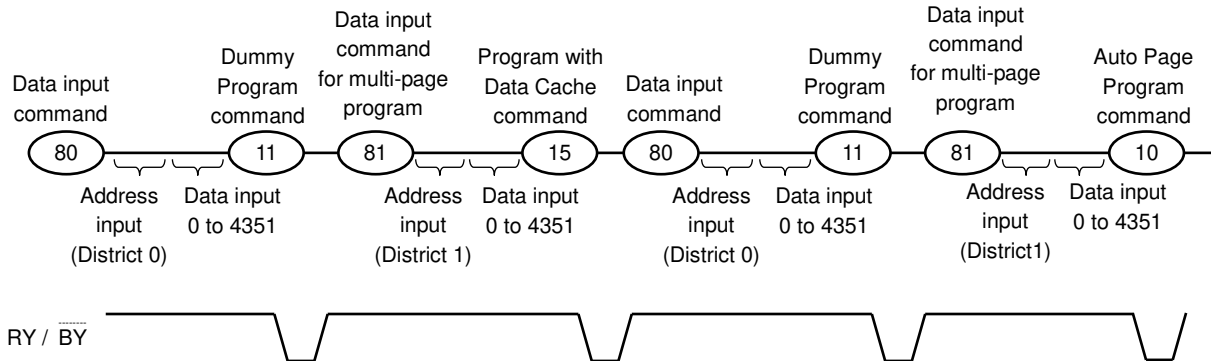 Data input
command
80
Address
input
(District 0)
Data input
0 to 4351
Dummy
Program
command
11
Data input
command
for multi-page
program
81
Address
input
(District 1)
Data input
0 to 4351
Program with
Data Cache
command
15
Data input
command
80
Address
input
(District 0)
Data input
0 to 4351
Dummy
Program
command
11
Data input
command
for multi-page
program
81
Address
input
(District1)
Data input
0 to 4351
Auto Page
Program
command
10
RY / BY